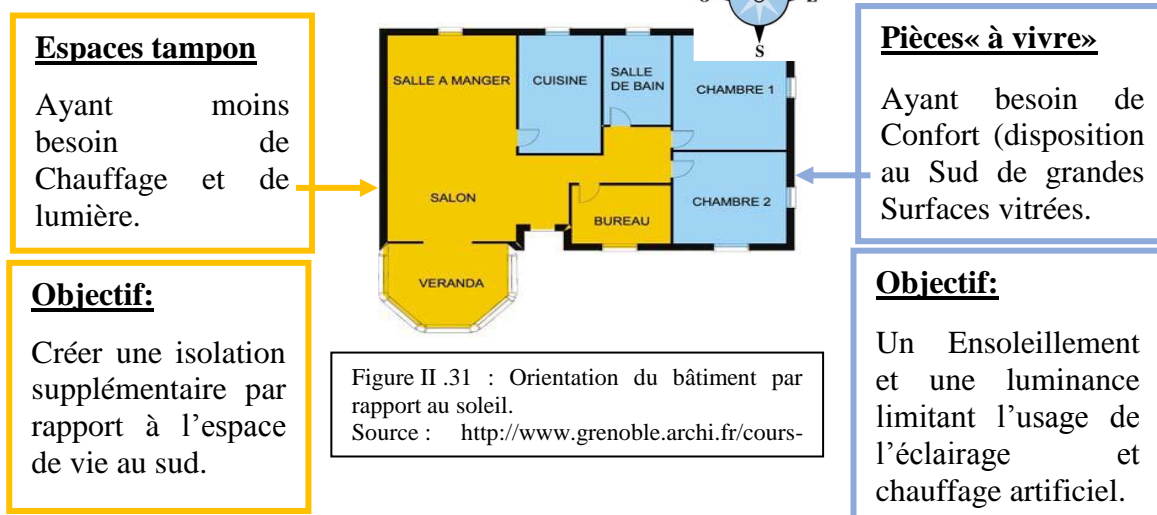 Espaces tampon
Ayant moins
besoin de
Chauffage et de
lumière.
Objectif:
Créer une isolation
supplémentaire par
rapport à l’espace
de vie au sud.
S
SALLE A MANGER
CUISINE
SALLE
DE BAIN
CHAMBRE 1
SALON
BUREAU
CHAMBRE 2
VERANDA
Figure II .31 : Orientation du bâtiment par
rapport au soleil.
Source : http://www.grenoble.archi.fr/cours-
Pièces« à vivre»
Ayant besoin de
Confort (disposition
au Sud de grandes
Surfaces vitrées.
Objectif:
Un Ensoleillement
et une luminance
limitant l’usage de
l’éclairage et
chauffage artificiel.